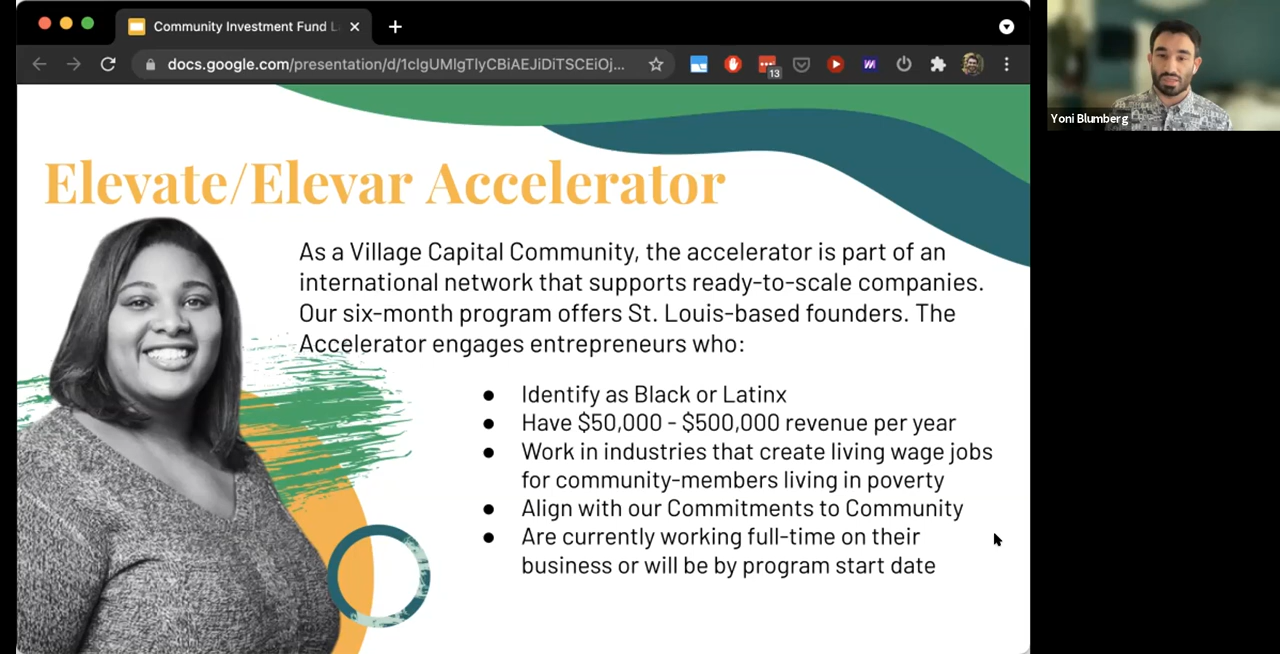 Community Investment Fund L
docs.google.com/presentation/d/1clgUMlgTlyCBiAEJiDiTSCEiOj...
13
Yoni Blumberg
Elevate/Elevar Accelerator
As a Village Capital Community, the accelerator is part of an
international network that supports ready-to-scale companies.
Our six-month program offers St. Louis-based founders. The
Accelerator engages entrepreneurs who:
● Identify as Black or Latinx
● Have $50,000 - $500,000 revenue per year
● Work in industries that create living wage jobs
for community-members living in poverty
● Align with our Commitments to Community
● Are currently working full-time on their
business or will be by program start date